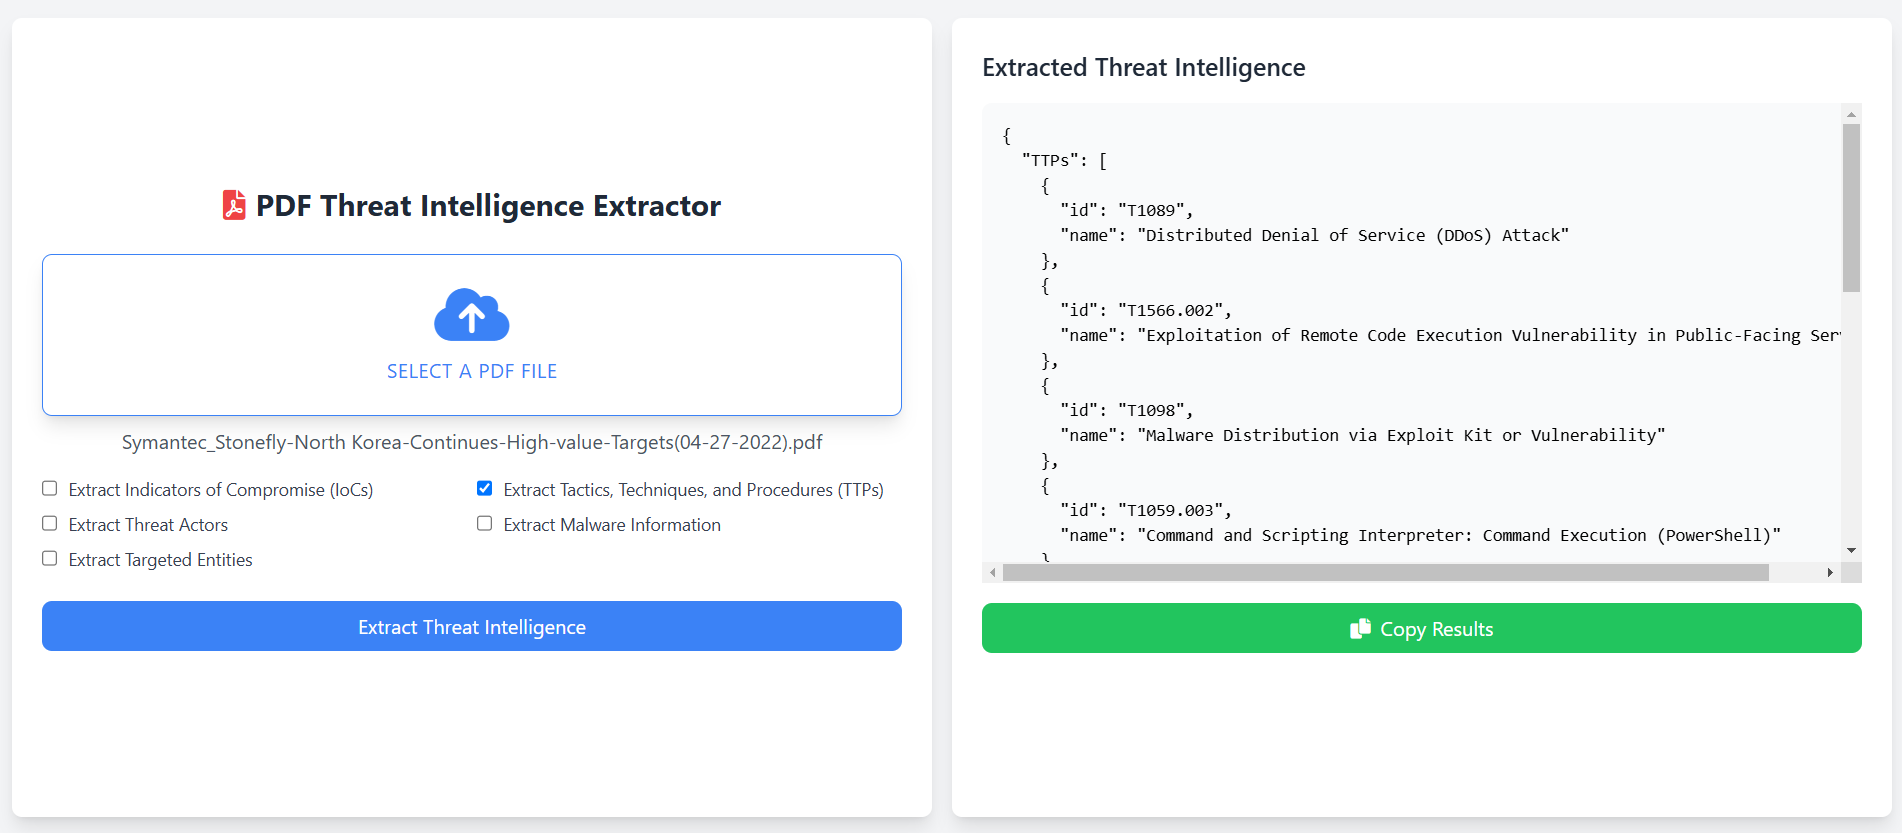 PDF Threat Intelligence Extractor
SELECT A PDF FILE
Symantec_Stonefly-North Korea-Continues-High-value-Targets(04-27-2022).pdf
Extract Indicators of Compromise (IoCs)
Extract Tactics, Techniques, and Procedures (TTPs)
Extract Threat Actors
Extract Malware Information
Extract Targeted Entities
Extract Threat Intelligence
Extracted Threat Intelligence
{
"TTPs": [
{
"id": "T1089",
"name": "Distributed Denial of Service (DDoS) Attack"
},
{
"id": "T1566.002",
"name": "Exploitation of Remote Code Execution Vulnerability in Public-Facing
},
{
"id": "T1098",
"name": "Malware Distribution via Exploit Kit or Vulnerability"
},
{
"id": "T1059.003",
"name": "Command and Scripting Interpreter: Command Execution (PowerShell)"
}
Copy Results